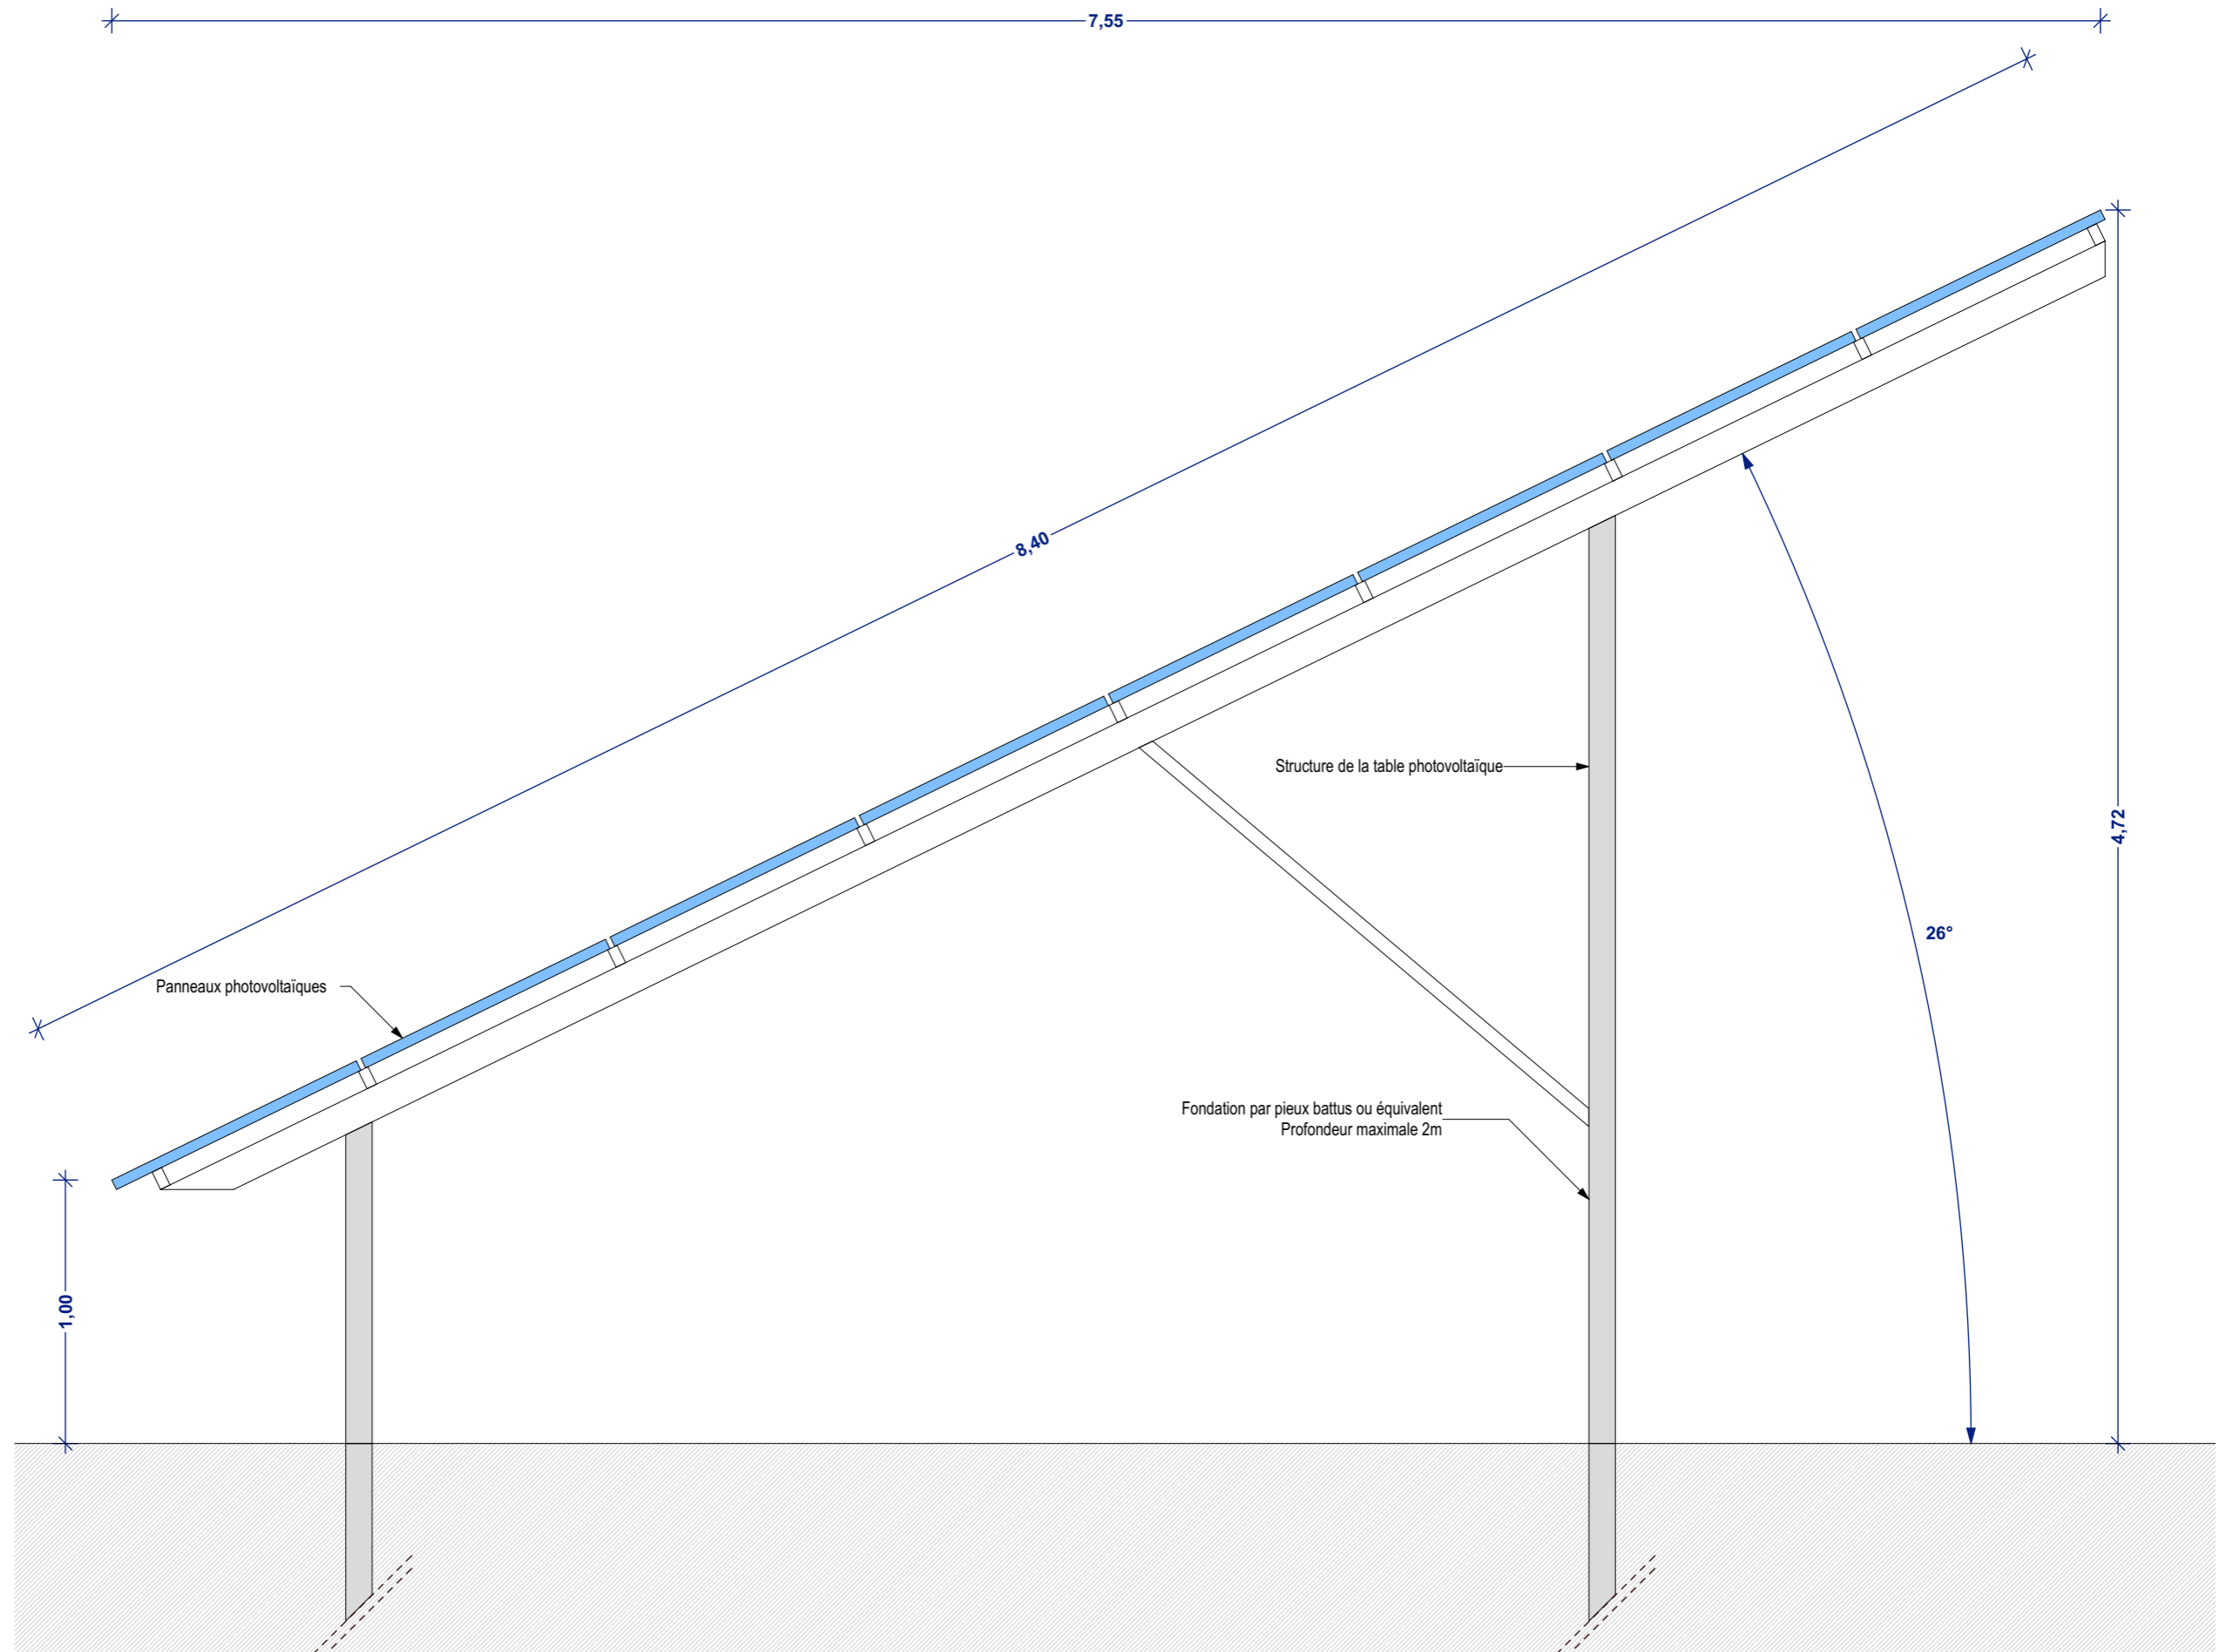 7,55
8,40
Structure de la table photovoltaïque
4,72
26°
Panneaux photovoltaïques
Fondation par pieux battus ou équivalent
Profondeur maximale 2m
1,00